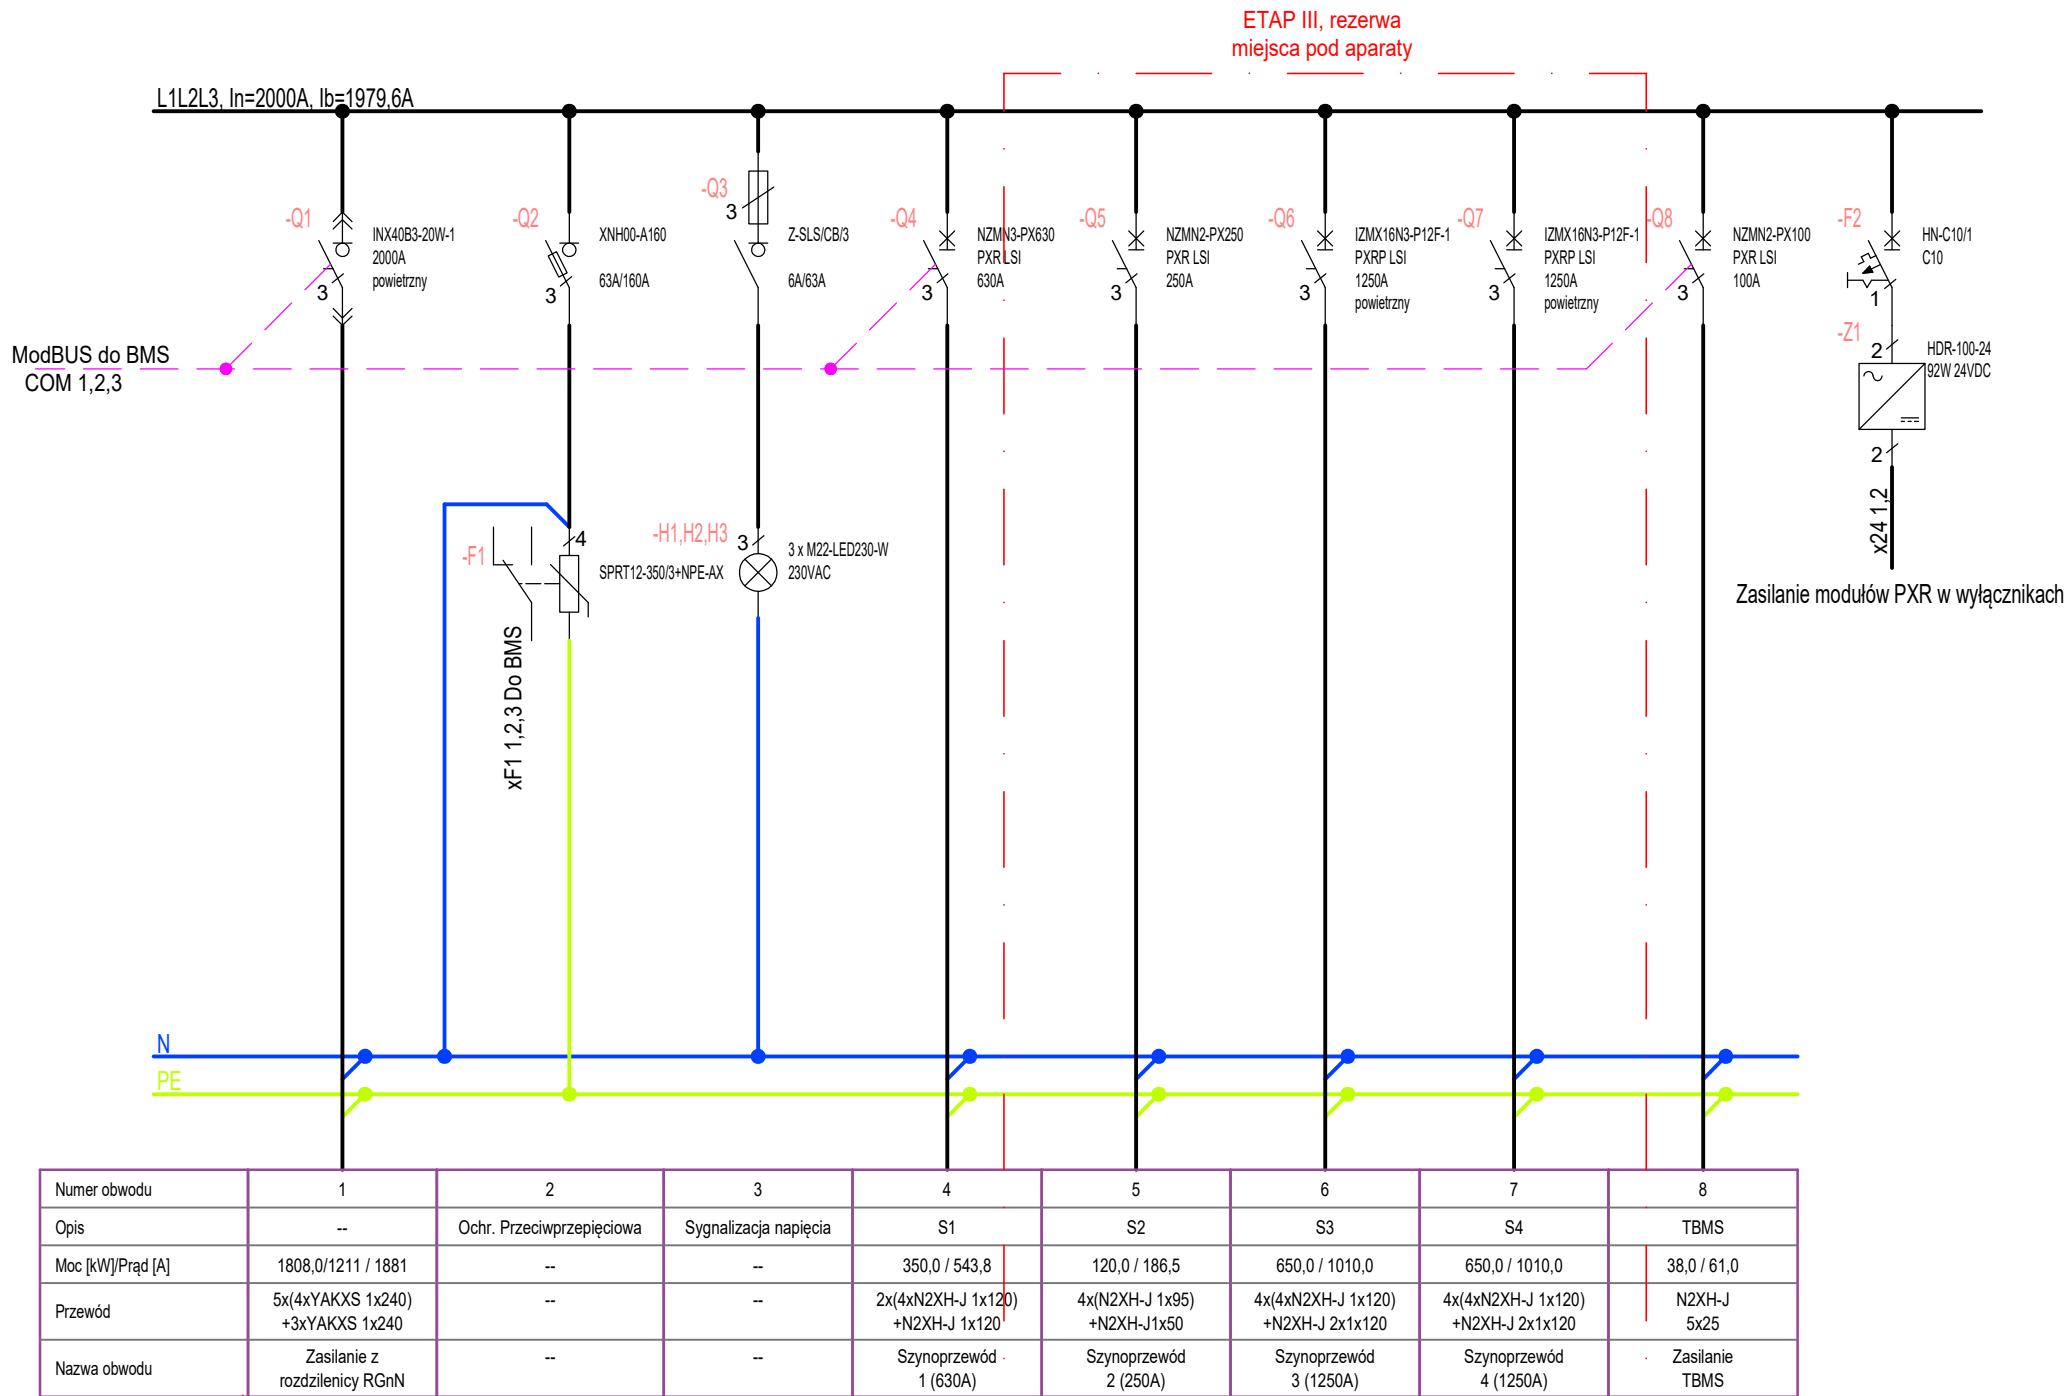 ETAP III, rezerwa
miejsca pod aparaty
L1L2L3, In=2000A, Ib=1979,6A
-Q1
3
INX40B3-20W-1
2000A
powietrzny
-Q2
3
XNH00-A160
63A/160A
-Q3
3
Z-SLS/CB/3
6A/63A
-Q4
3
NZMN3-PX630
PXR LSI
630A
-Q5
3
NZMN2-PX250
PXR LSI
250A
-Q6
3
IZMX16N3-P12F-1
PXRP LSI
1250A
powietrzny
-Q7
3
IZMX16N3-P12F-1
PXRP LSI
1250A
powietrzny
-Q8
3
NZMN2-PX100
PXR LSI
100A
-F2
1
HN-C10/1
C10
-Z1
2
HDR-100-24
92W 24VDC
2
x24 1,2
Zasilanie modułów PXR w wyłącznikach
ModBUS do BMS
COM 1,2,3
-F1
4
SPRT12-350/3+NPE-AX
xF1 1,2,3 Do BMS
-H1,H2,H3
3
3 x M22-LED230-W
230VAC
N
PE
Numer obwodu 1 2 3 4 5 6 7 8
Opis -- Ochr. Przeciwprzepięciowa Sygnalizacja napięcia S1 S2 S3 S4 TBMS
Moc [kW]/Prąd [A] 1808,0/1211 / 1881 -- -- 350,0 / 543,8 120,0 / 186,5 650,0 / 1010,0 650,0 / 1010,0 38,0 / 61,0
Przewód 5x(4xYAKXS 1x240) -- -- 2x(4xN2XH-J 1x120) 4x(N2XH-J 1x95) 4x(4xN2XH-J 1x120) 4x(4xN2XH-J 1x120) N2XH-J
+3xYAKXS 1x240 +N2XH-J 1x120 +N2XH-J1x50 +N2XH-J 2x1x120 +N2XH-J 2x1x120 5x25
Nazwa obwodu Zasilanie z -- -- Szynoprzewód Szynoprzewód Szynoprzewód Szynoprzewód Zasilanie
rozdzilenicy RGnN 1 (630A) 2 (250A) 3 (1250A) 4 (1250A) TBMS